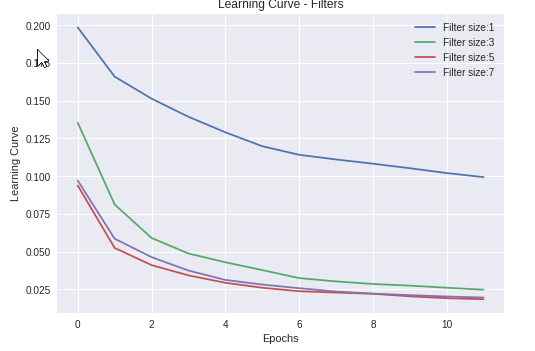 Learning Curve - Filters
0.200
0.150
0.125
0.100
0.075
0.050
0.025
Learning Curve
Filter size:1
Filter size:3
Filter size:5
Filter size:7
0 2 4 6 8 10
Epochs